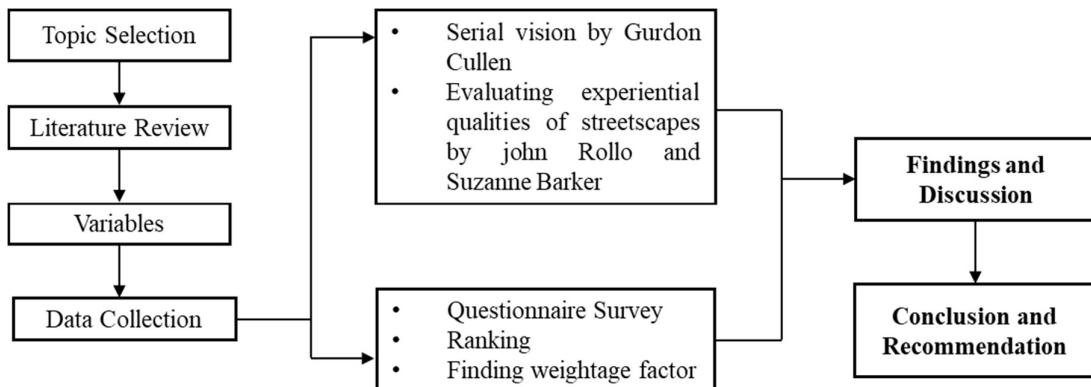 Topic Selection
Literature Review
Variables
Data Collection
• Serial vision by Gurdon
Cullen
• Evaluating experiential
qualities of streetscapes
by john Rollo and
Suzanne Barker
• Questionnaire Survey
• Ranking
• Finding weightage factor
Findings and
Discussion
Conclusion and
Recommendation